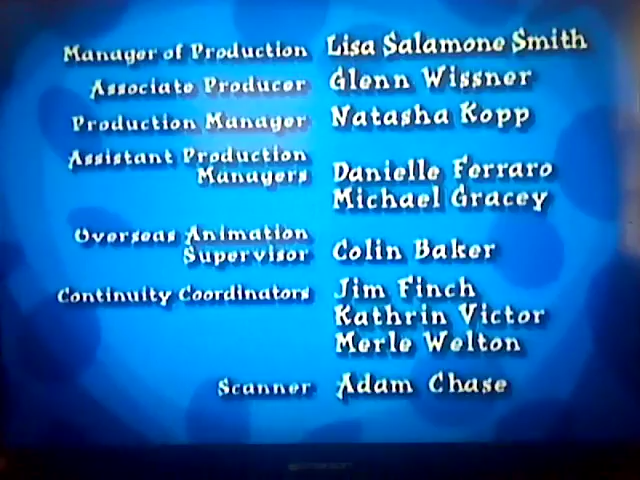 Manager of Production Lisa Salamone Smith
Associate Producer Glenn Wissner
Production Manager Natasha Kopp
Assistant Production
Managers Danielle Ferraro
Michael Gracey
Overseas Animation
Supervisor Colin Baker
Continuity Coordinators Jim Finch
Kathrin Victor
Merle Welton
Scanner Adam Chase